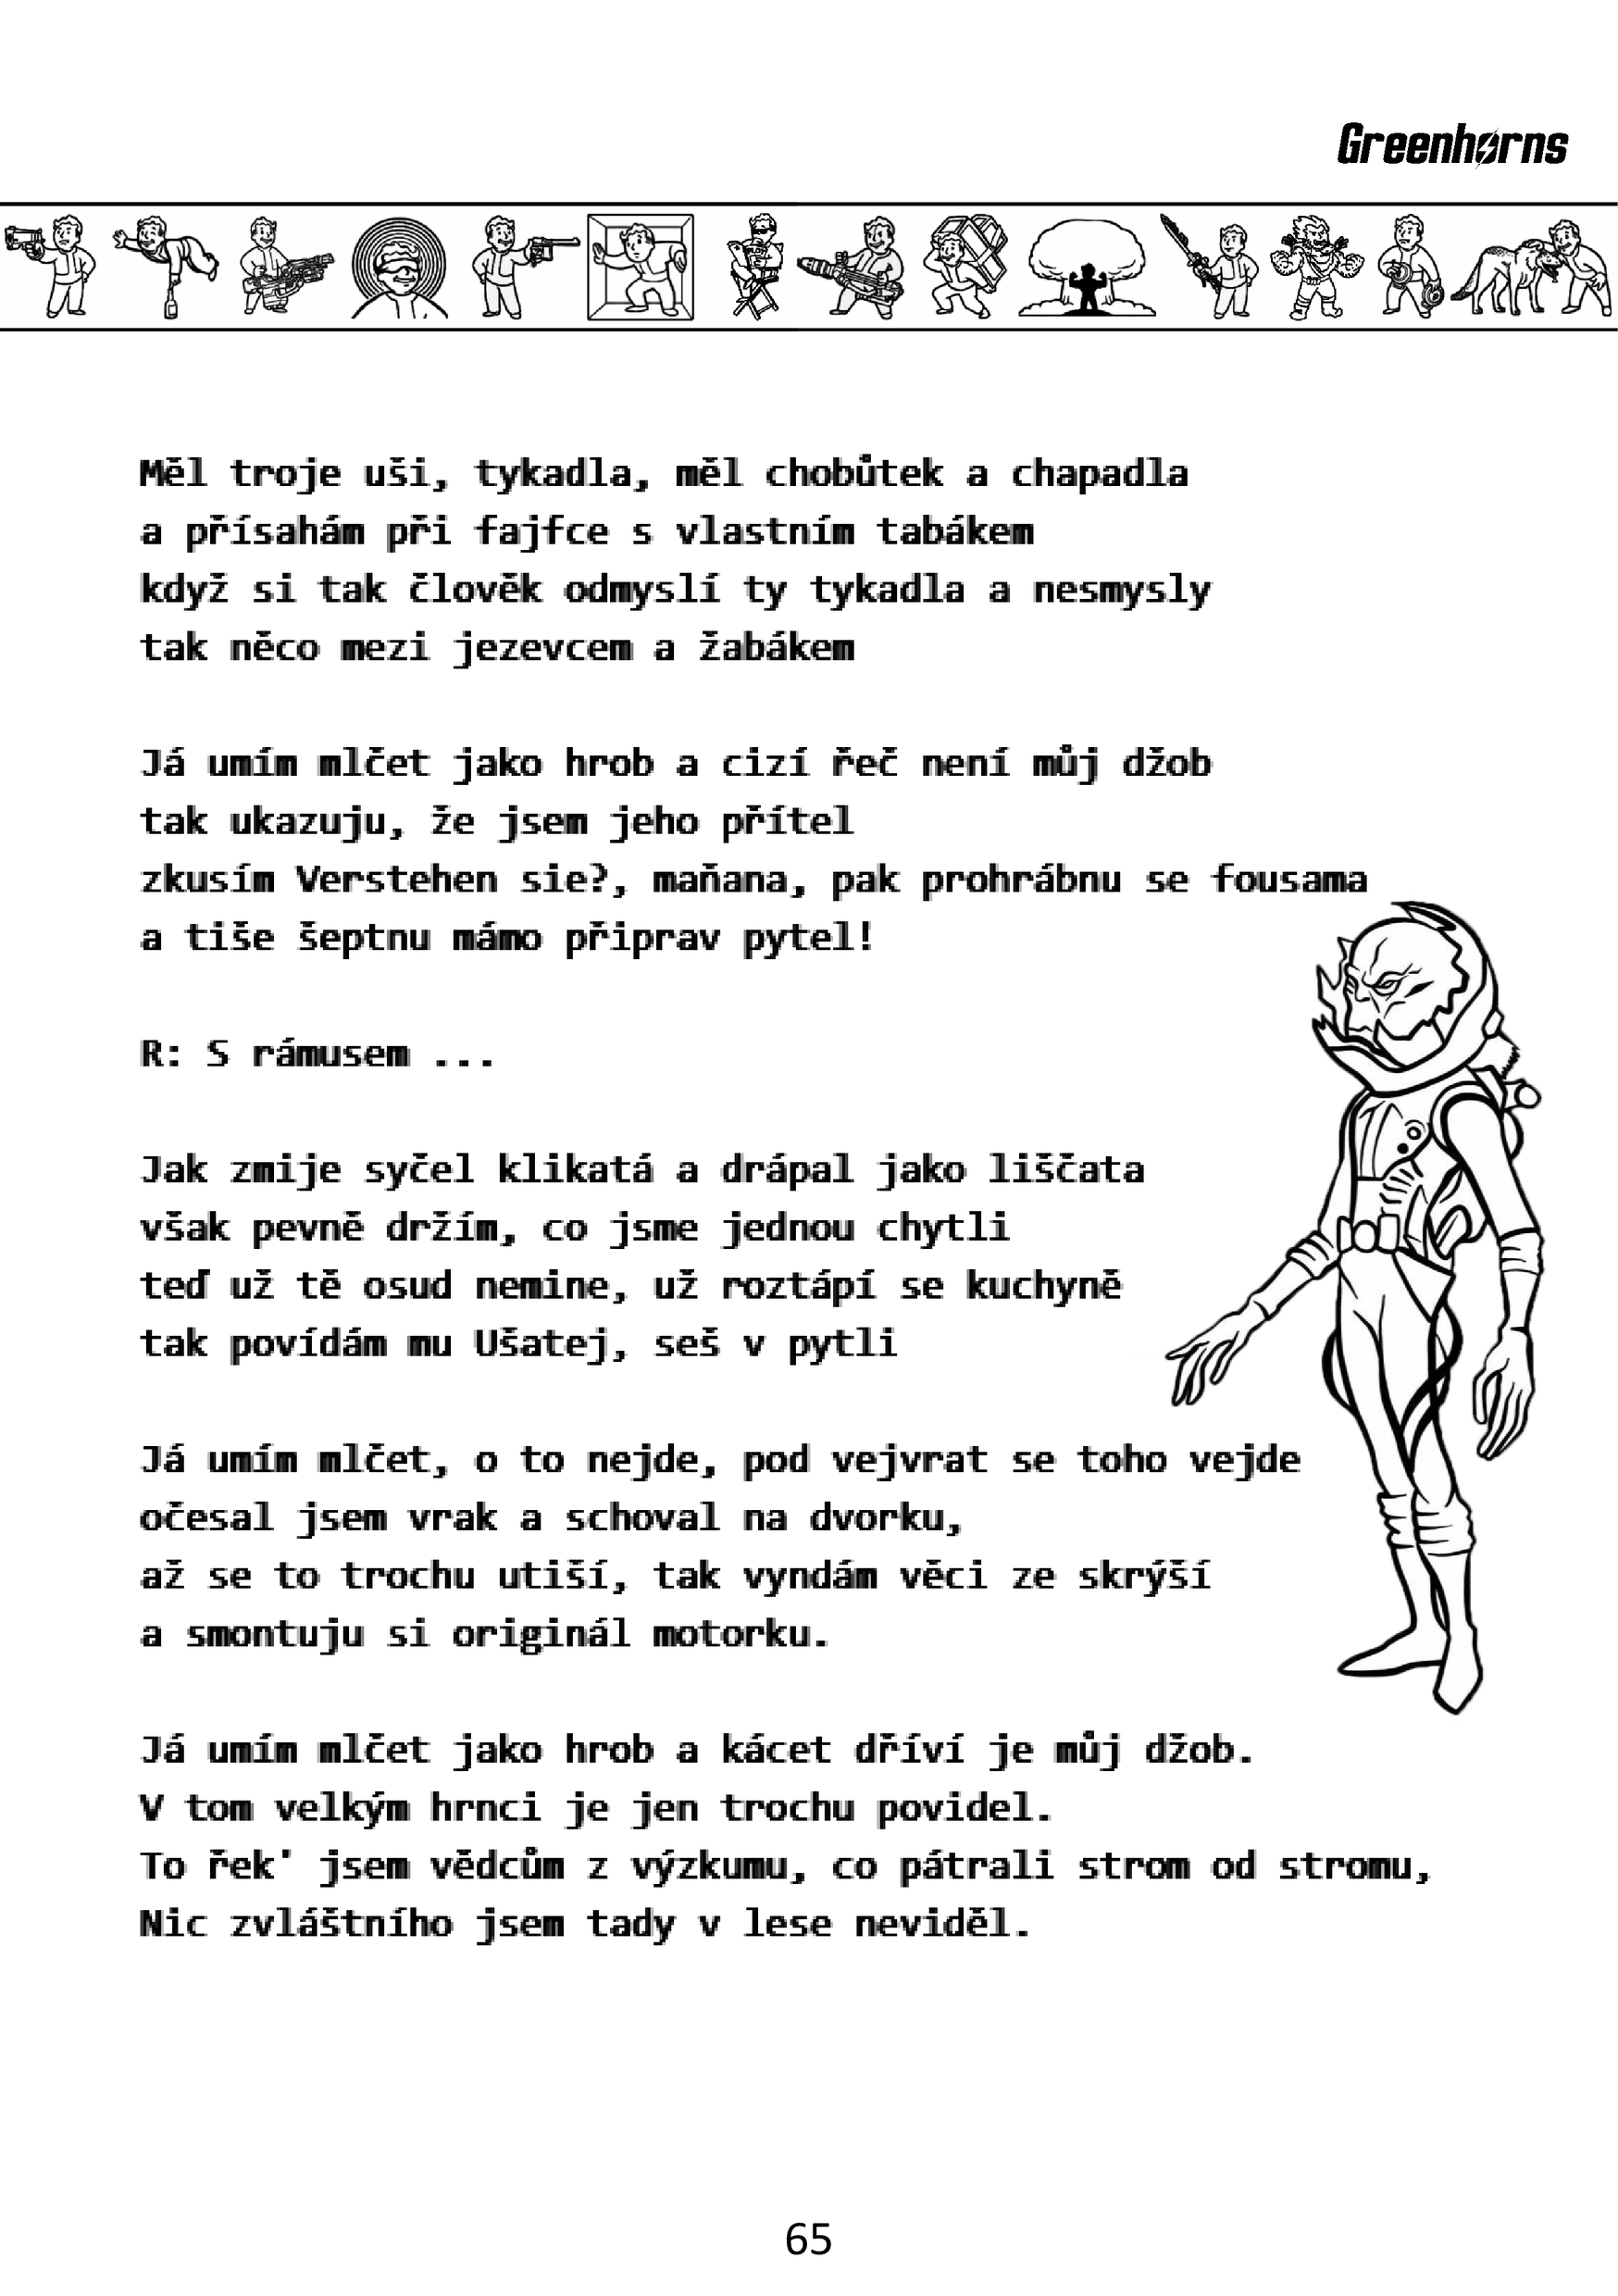 Greenhorns
Měl troje uši, tykadla, měl chobůtek a chapadla
a přísahám při fajfce s vlastním tabákem
když si tak člověk odmyslí ty tykadla a nesmysly
tak něco mezi jezevcem a žabákem
Já umím mlčet jako hrob a cizí řeč není můj džob
tak ukazuju, že jsem jeho přítel
zkusím Verstehen sie?, maňana, pak prohrábnu se fousama
a tiše šeptnu mámo připrav pytel!
R: S rámusem ...
Jak zmije syčel klikatá a drápal jako liščata
však pevně držím, co jsme jednou chytli
teď už tě osud nemine, už roztápí se kuchyně
tak povídám mu Ušatej, seš v pytli
Já umím mlčet, o to nejde, pod vejvrat se toho vejde
očesal jsem vrak a schoval na dvorku,
až se to trochu utiší, tak vyndám věci ze skrýší
a smontuju si originál motorku.
Já umím mlčet jako hrob a kácet dříví je můj džob.
V tom velkým hrnci je jen trochu povidel.
To řek' jsem vědcům z výzkumu, co pátrali strom od stromu,
Nic zvláštního jsem tady v lese neviděl.
65